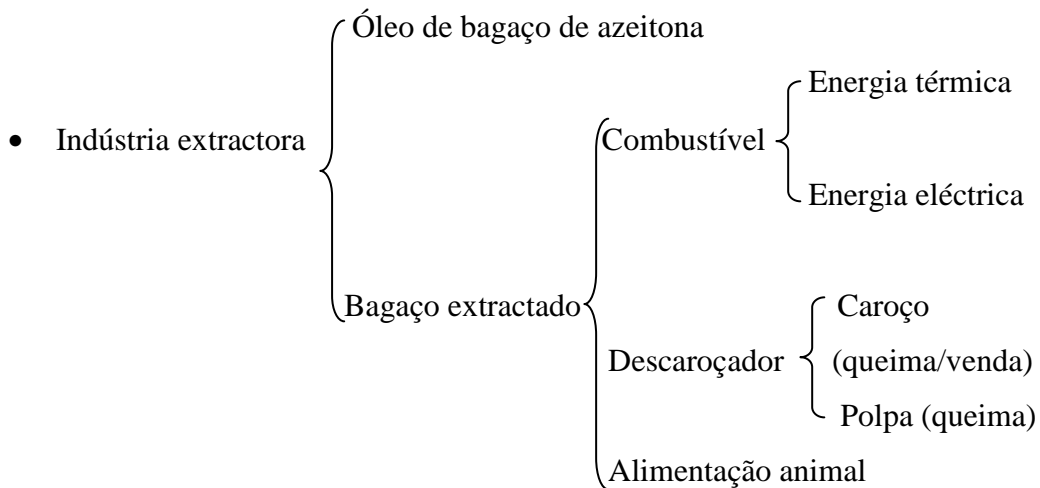 Óleo de bagaço de azeitona
Energia térmica
• Indústria extractora
Combustível
Energia eléctrica
Bagaço extractado
Caroço
Descaroçador
(queima/venda)
Polpa (queima)
Alimentação animal